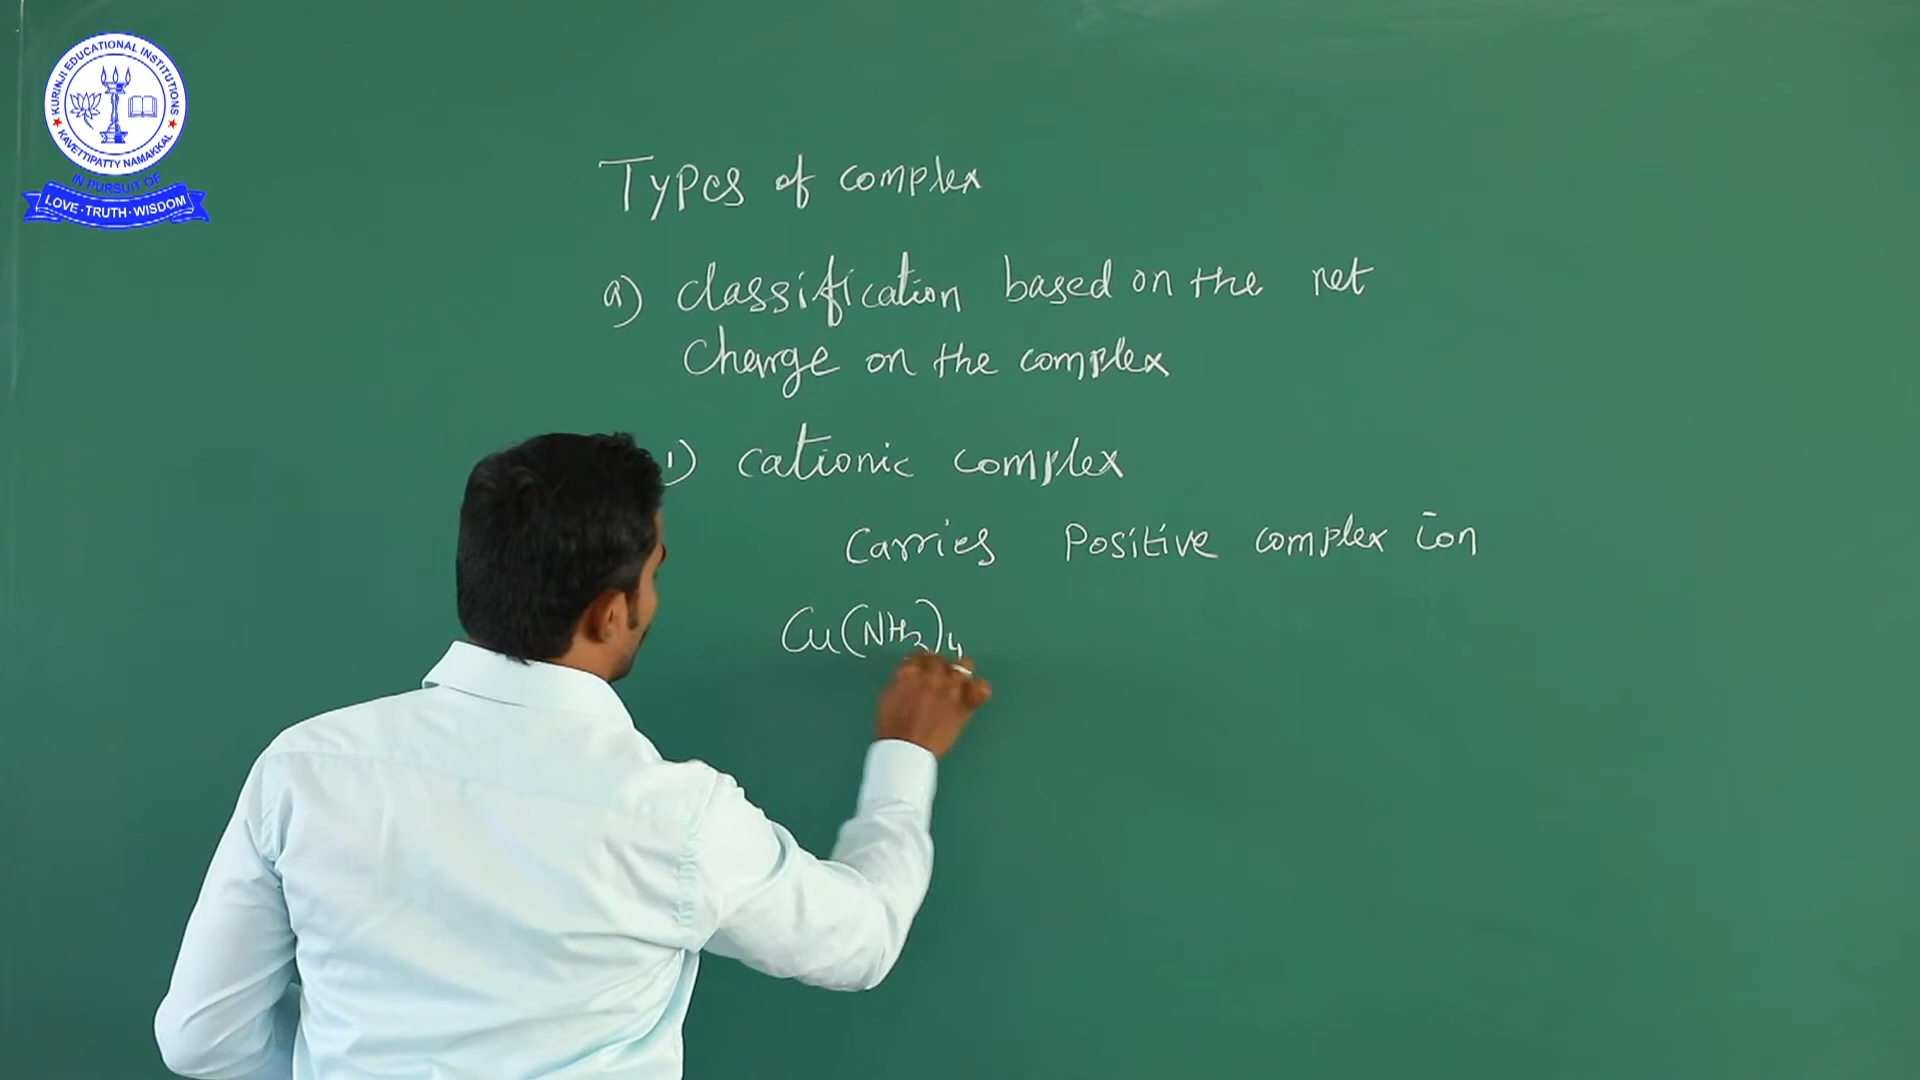 KURINJI EDUCATIONAL INSTITUTIONS
KAVETTIPATTY NAMAKKAL
IN PURSUIT OF
LOVE · TRUTH · WISDOM
Types of complex
a) classification based on the net
charge on the complex
1) cationic complex
Carries Positive complex ion
Cu(NH3)4